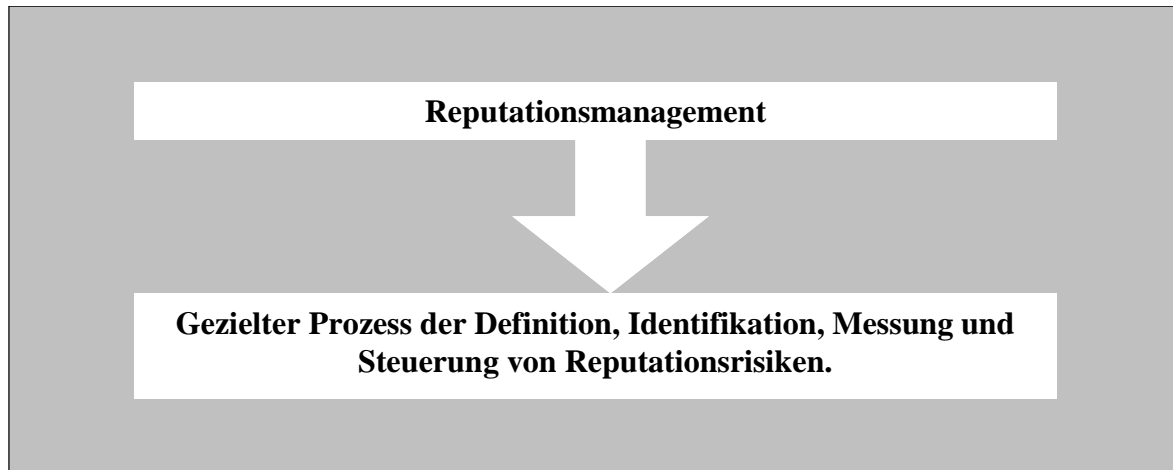 Reputationsmanagement
Gezielter Prozess der Definition, Identifikation, Messung und
Steuerung von Reputationsrisiken.